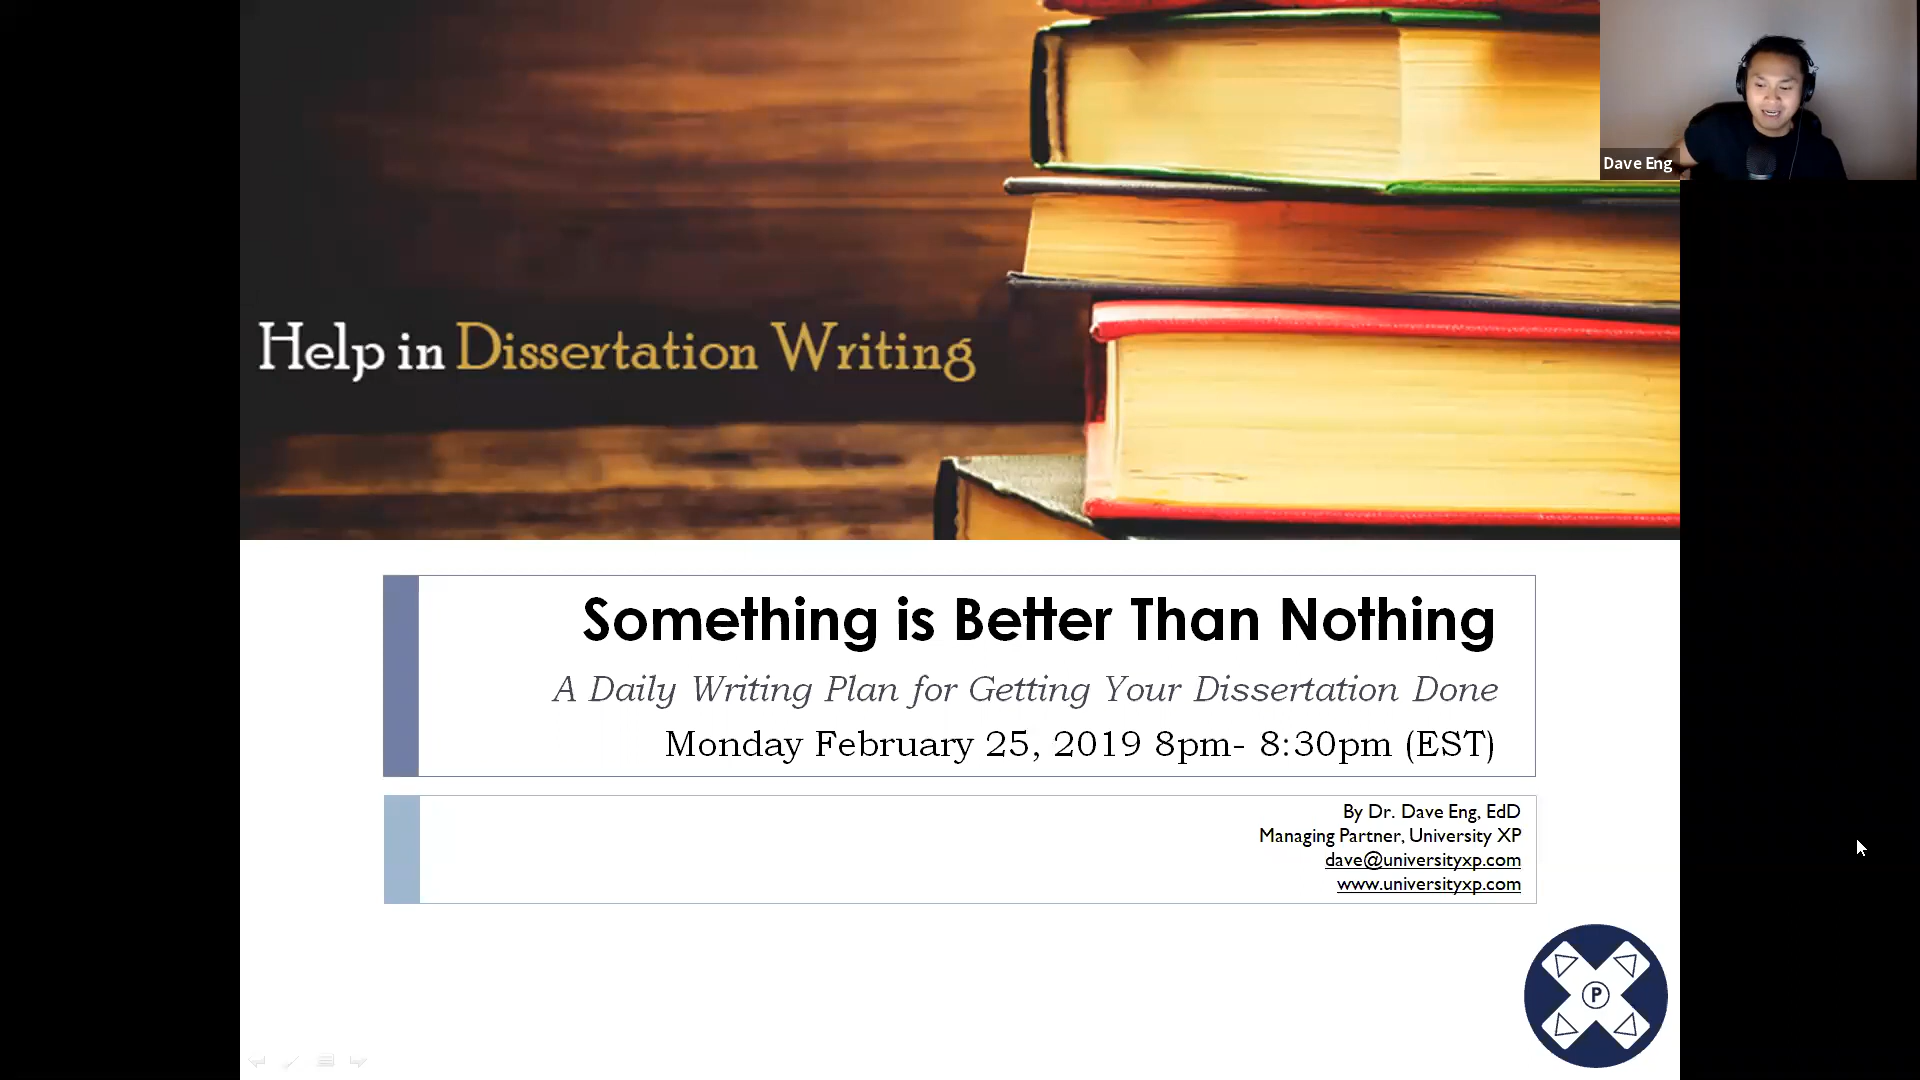 Dave Eng
Help in Dissertation Writing
Something is Better Than Nothing
A Daily Writing Plan for Getting Your Dissertation Done
Monday February 25, 2019 8pm- 8:30pm (EST)
By Dr. Dave Eng, EdD
Managing Partner, University XP
dave@universityxp.com
www.universityxp.com
P